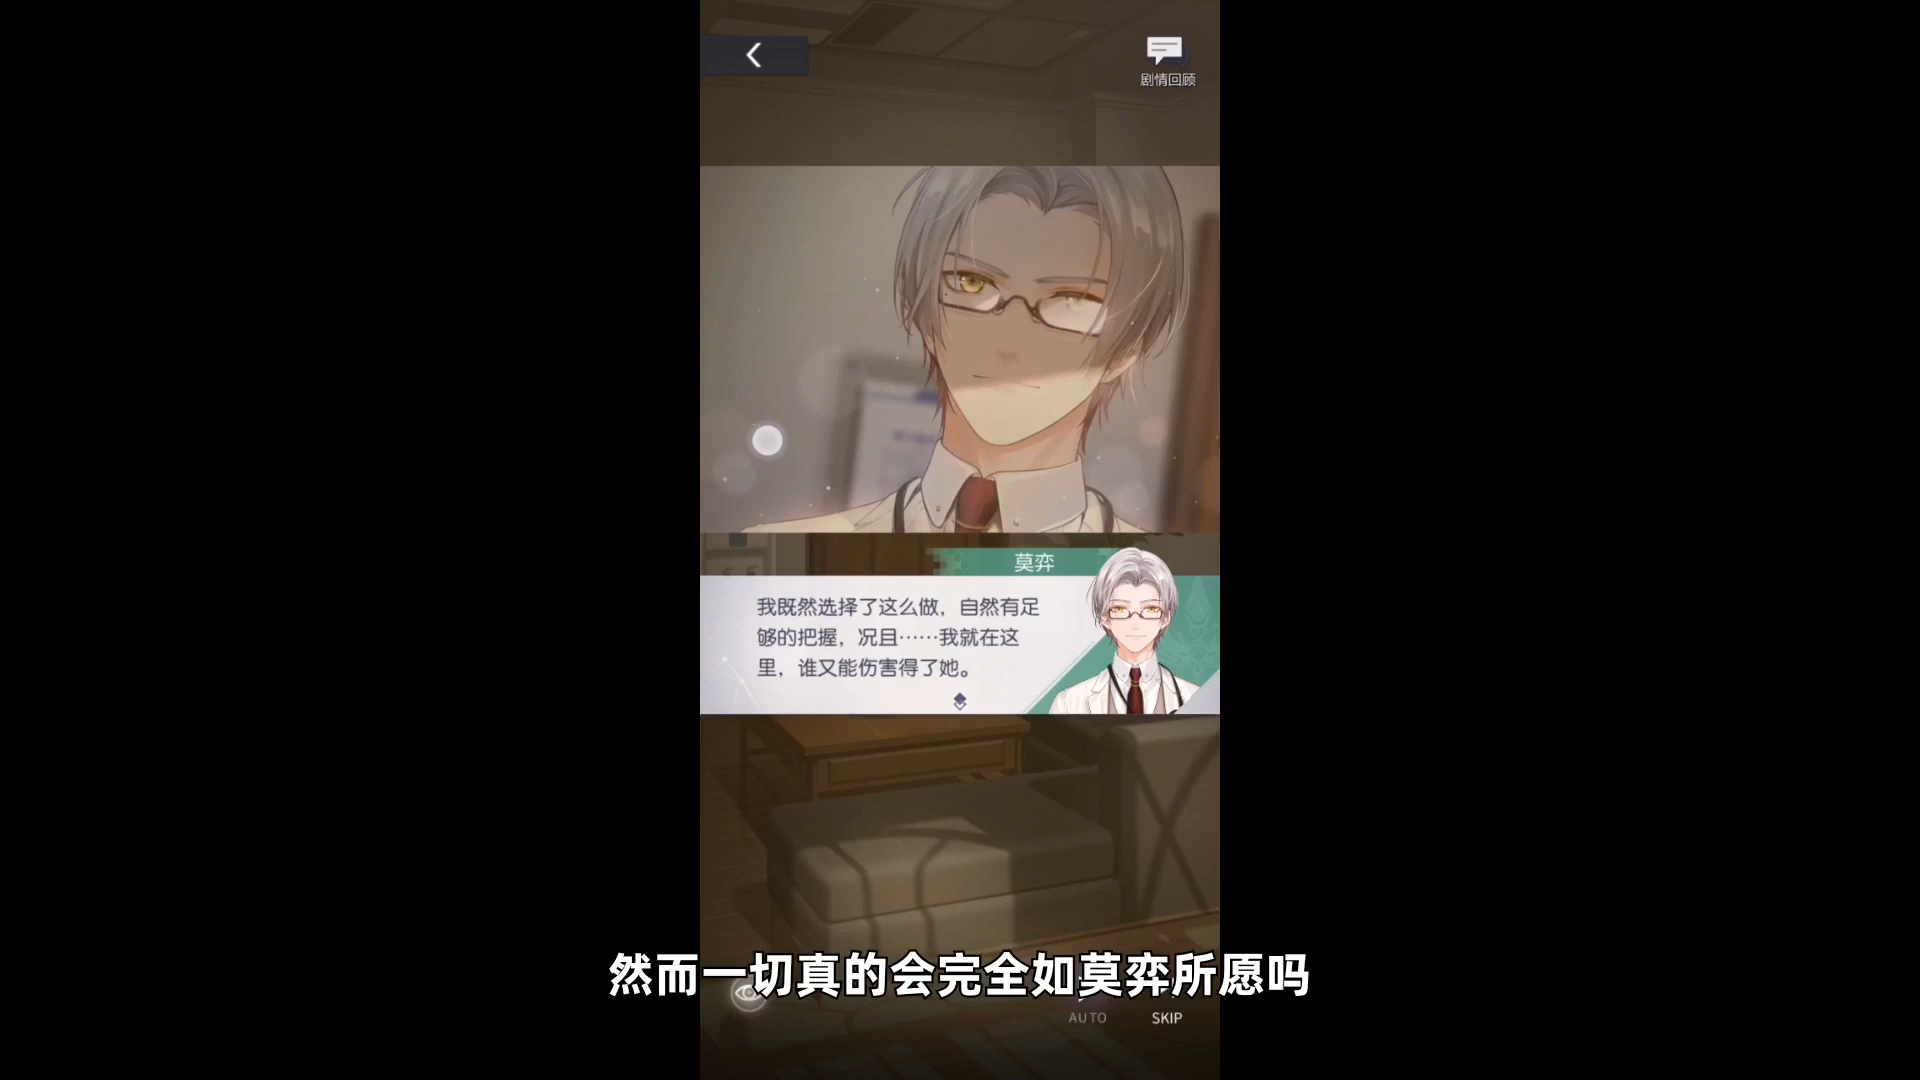 剧情回顾
莫弈
我既然选择了这么做，自然有足
够的把握，况且……我就在这
里，谁又能伤害得了她。
然而一切真的会完全如莫弈所愿吗
AUTO
SKIP